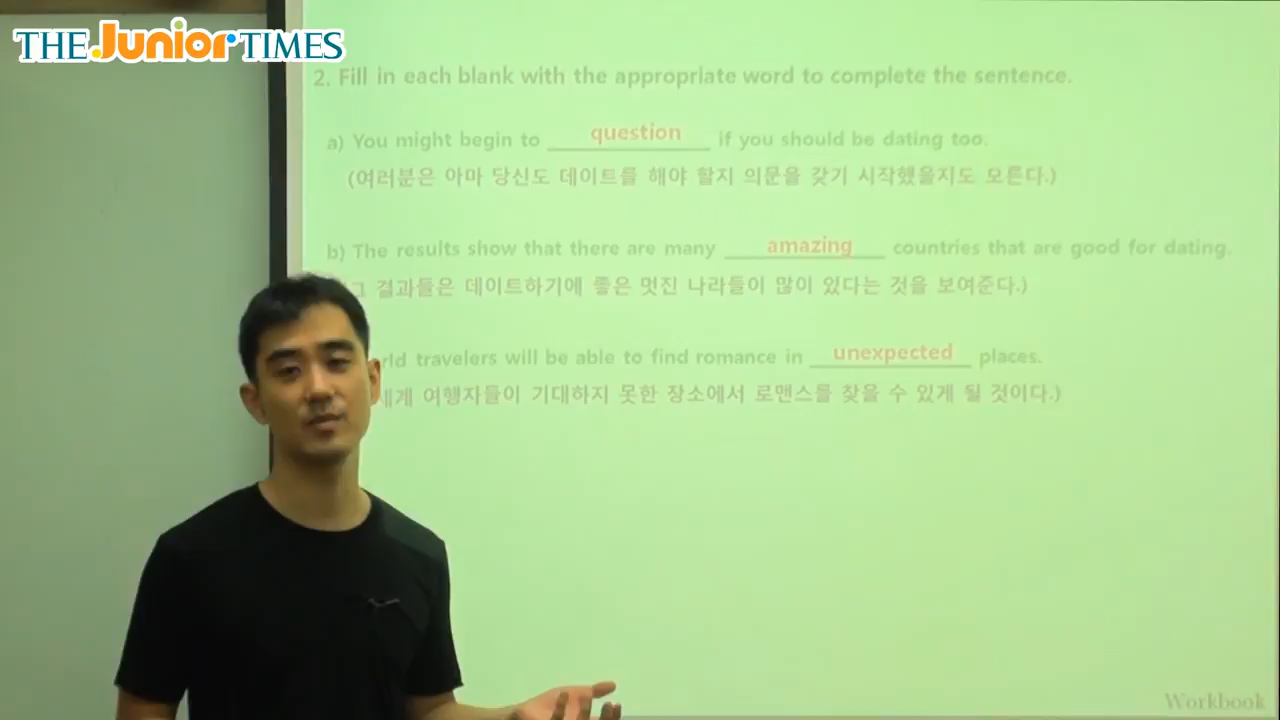 THE Junior TIMES
2. Fill in each blank with the appropriate word to complete the sentence.
a) You might begin to question if you should be dating too.
(여러분은 아마 당신도 데이트를 해야 할지 의문을 갖기 시작했을지도 모른다.)
b) The results show that there are many amazing countries that are good for dating.
그 결과들은 데이트하기에 좋은 멋진 나라들이 많이 있다는 것을 보여준다.)
rld travelers will be able to find romance in unexpected places.
세계 여행자들이 기대하지 못한 장소에서 로맨스를 찾을 수 있게 될 것이다.)
Workbook